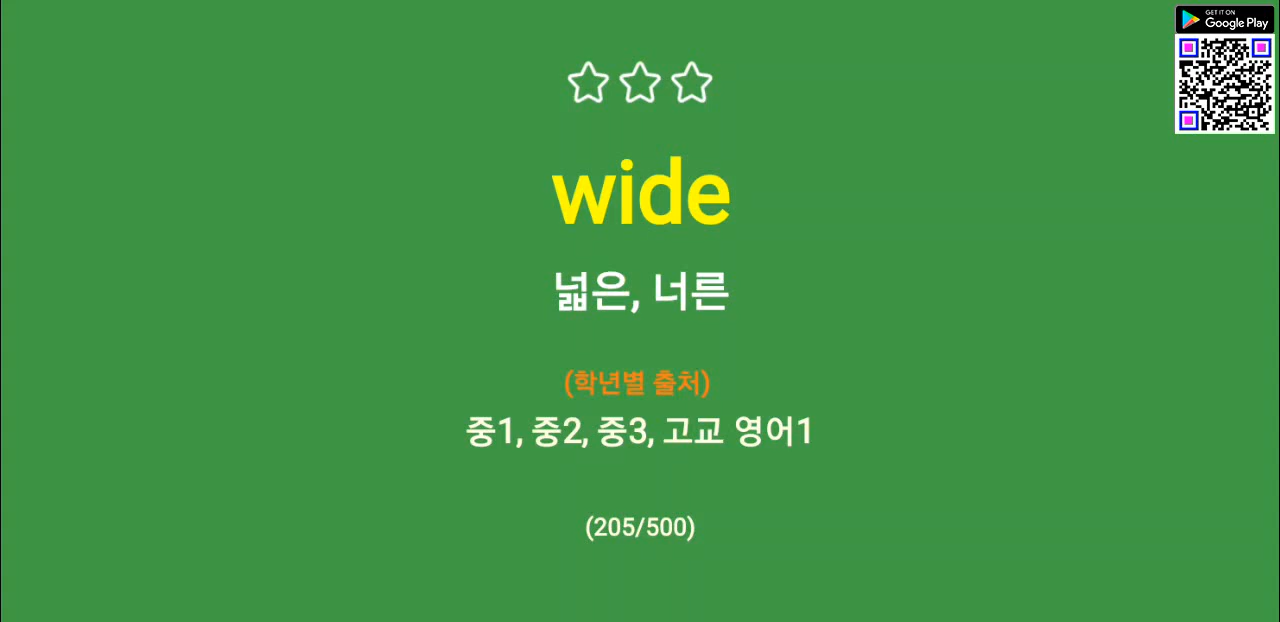 GET IT ON
Google Play
wide
넓은, 너른
(학년별 출처)
중1, 중2, 중3, 고교 영어1
(205/500)